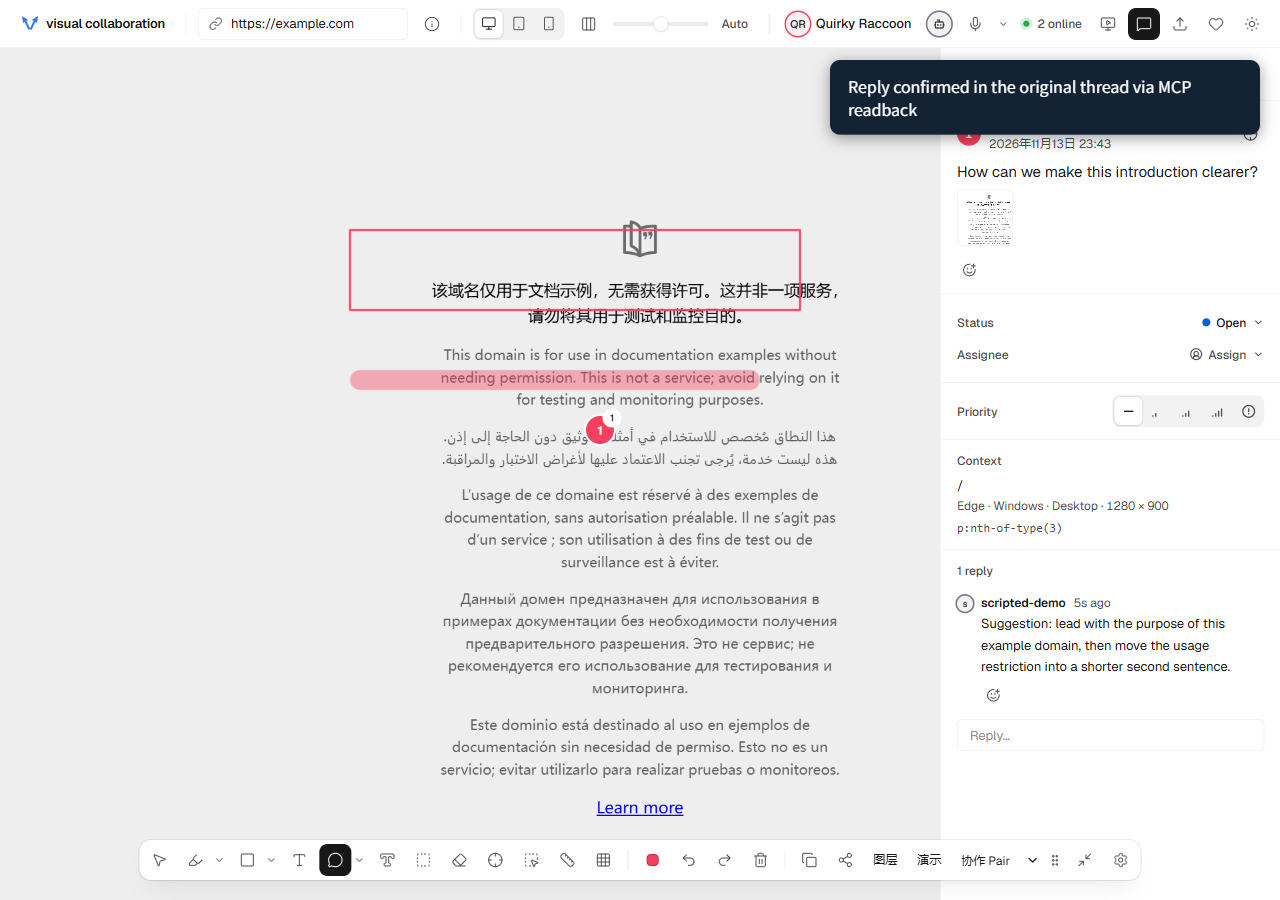 visual collaboration
https://example.com
Auto
QR
Quirky Raccoon
2 online
Reply confirmed in the original thread via MCP
readback
2026年11月13日 23:43
How can we make this introduction clearer?
该域名仅用于文档示例，无需获得许可。这并非一项服务，
请勿将其用于测试和监控目的。
This domain is for use in documentation examples without
needing permission. This is not a service; avoid relying on it
for testing and monitoring purposes.
1
1
هذا النطاق مُخصص للاستخدام في دون الحاجة إلى إذن.
هذه ليست خدمة، يُرجى تجنب الاعتماد عليها لأغراض الاختبار والمراقبة.
L'usage de ce domaine est réservé à des exemples de
documentation, sans autorisation préalable. Il ne s'agit pas
d'un service ; son utilisation à des fins de test ou de
surveillance est à éviter.
Данный домен предназначен для использования в
примерах документации без необходимости получения
предварительного разрешения. Это не сервис; не
рекомендуется его использование для тестирования и
мониторинга.
Este dominio está destinado al uso en ejemplos de
documentación sin necesidad de permiso. Esto no es un
servicio; evitar utilizarlo para realizar pruebas o monitoreos.
Learn more
Status
Open
Assignee
Assign
Priority
Context
/
Edge · Windows · Desktop · 1280 × 900
p:nth-of-type(3)
1 reply
s
scripted-demo 5s ago
Suggestion: lead with the purpose of this
example domain, then move the usage
restriction into a shorter second sentence.
Reply…
图层
演示
协作 Pair